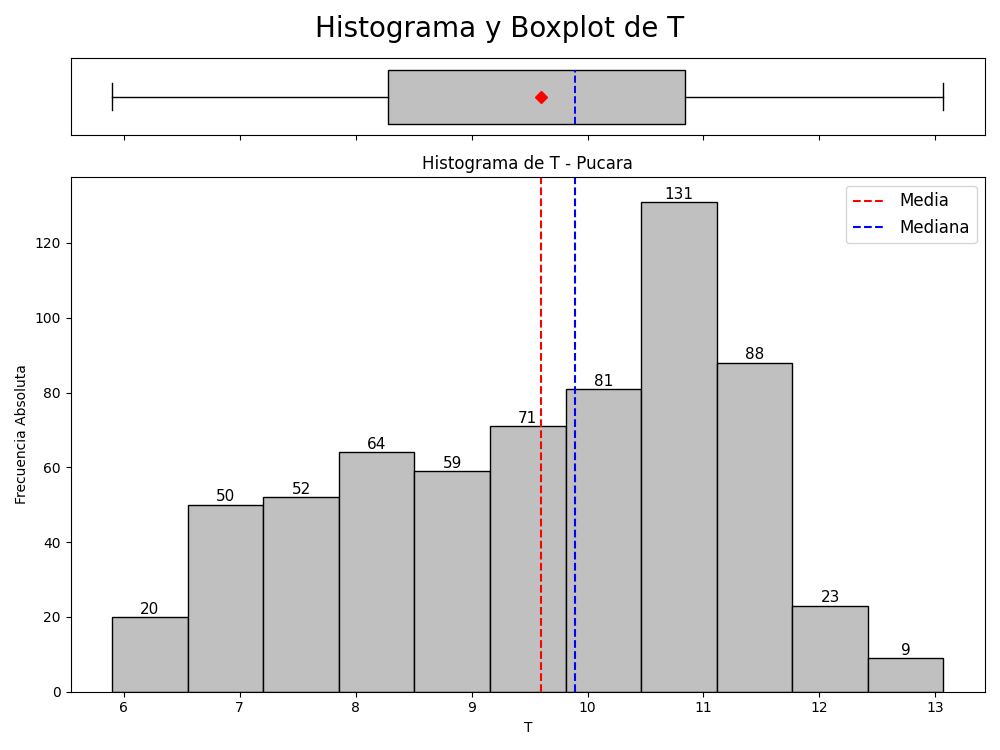 Histograma y Boxplot de T
Histograma de T - Pucara
Media
Mediana
Frecuencia Absoluta
120
100
80
60
40
20
0
20
50
52
64
59
71
81
131
88
23
9
6 7 8 9 10 11 12 13
T